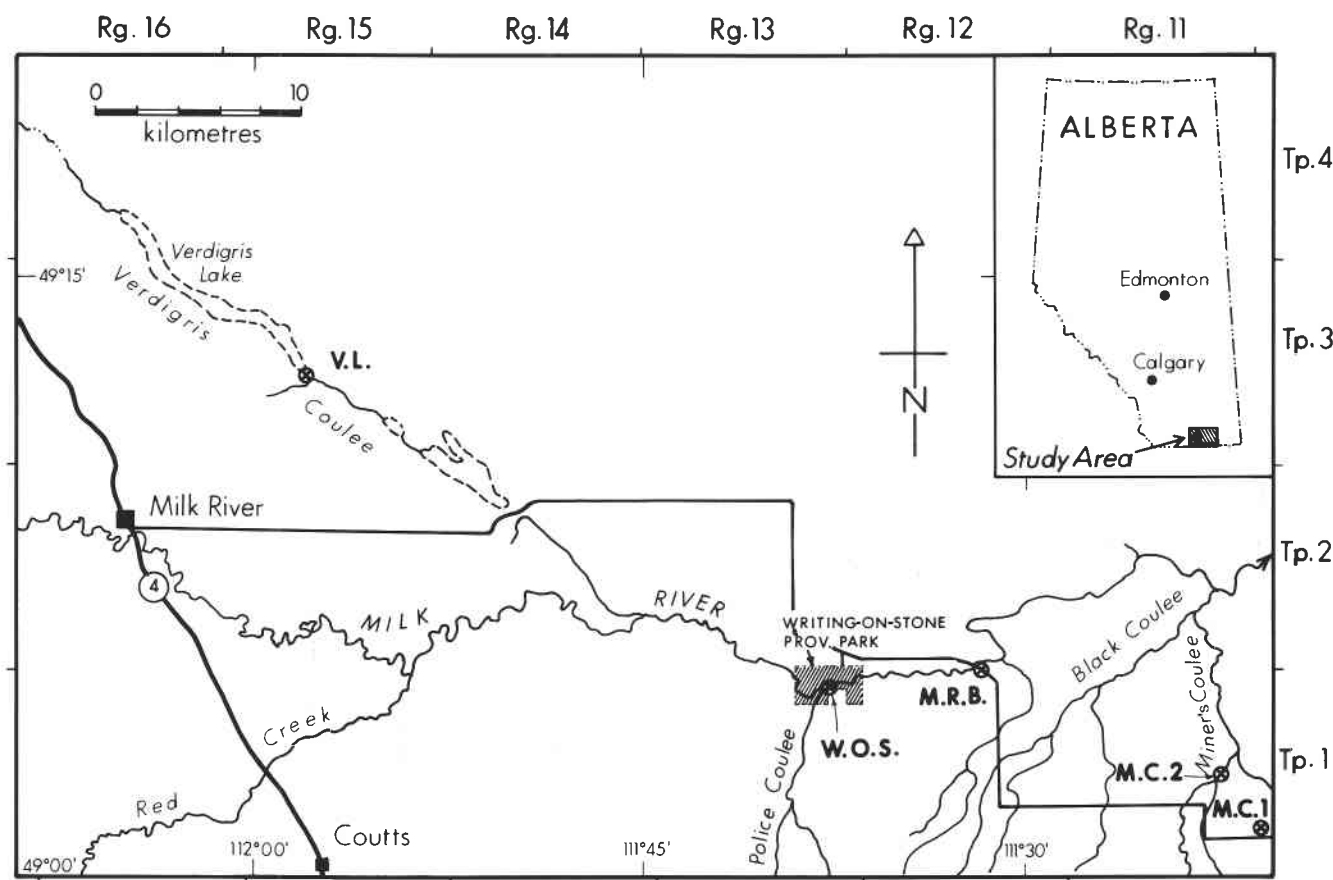 Rg. 16
Rg. 15
Rg. 14
Rg. 13
Rg. 12
Rg. 11
0 10
kilometres
ALBERTA
Edmonton
Calgary
Study Area
Tp. 4
Tp. 3
Tp. 2
Tp. 1
49°15'
Verdigris
Lake
Verdigris
V.L.
Coulee
N
Milk River
4
MILK
RIVER
WRITING-ON-STONE
PROV. PARK
Black Coulee
Miner's Coulee
M.R.B.
W.O.S.
Police Coulee
M.C.2
M.C.1
Creek
Red
Coutts
49°00'
112°00'
111°45'
111°30'